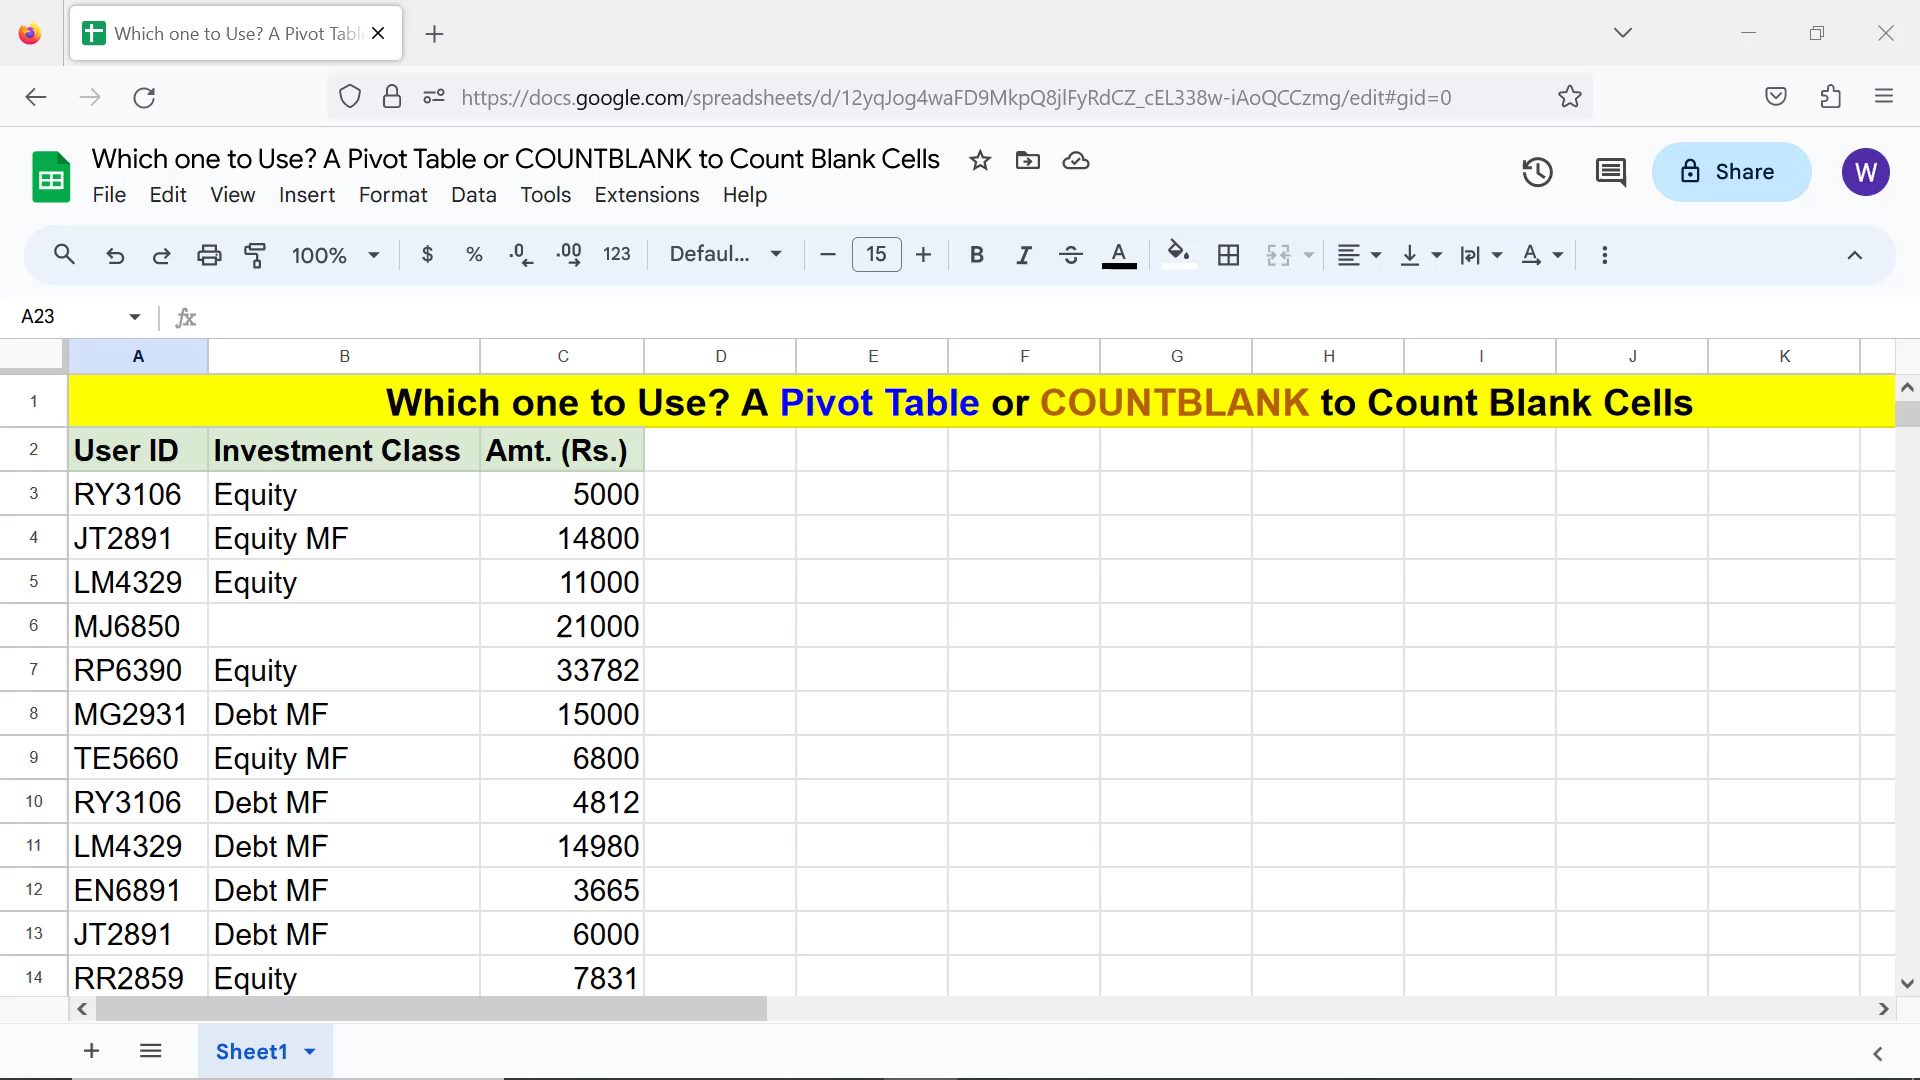 Which one to Use? A Pivot Tabl
https://docs.google.com/spreadsheets/d/12yqJog4waFD9MkpQ8jlFyRdCZ_cEL338w-iAoQCCzmg/edit#gid=0
Which one to Use? A Pivot Table or COUNTBLANK to Count Blank Cells
File Edit View Insert Format Data Tools Extensions Help
Share
W
100% $ % .0 .00 123 Defaul... 15 B I A
A23 fx
A B C D E F G H I J K
1 Which one to Use? A Pivot Table or COUNTBLANK to Count Blank Cells
2 User ID Investment Class Amt. (Rs.)
3 RY3106 Equity 5000
4 JT2891 Equity MF 14800
5 LM4329 Equity 11000
6 MJ6850 21000
7 RP6390 Equity 33782
8 MG2931 Debt MF 15000
9 TE5660 Equity MF 6800
10 RY3106 Debt MF 4812
11 LM4329 Debt MF 14980
12 EN6891 Debt MF 3665
13 JT2891 Debt MF 6000
14 RR2859 Equity 7831
Sheet1